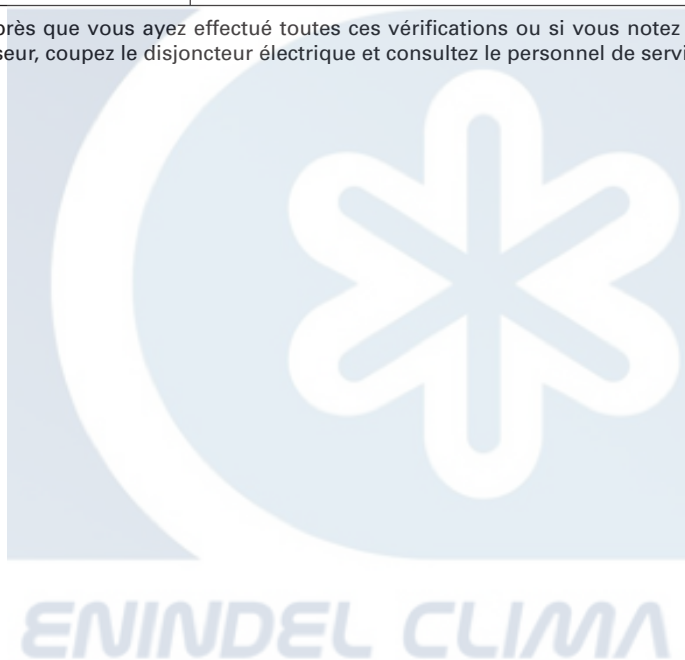 près que vous ayez effectué toutes ces vérifications ou si vous notez
seur, coupez le disjoncteur électrique et consultez le personnel de servi
ENINDEL CLIMA